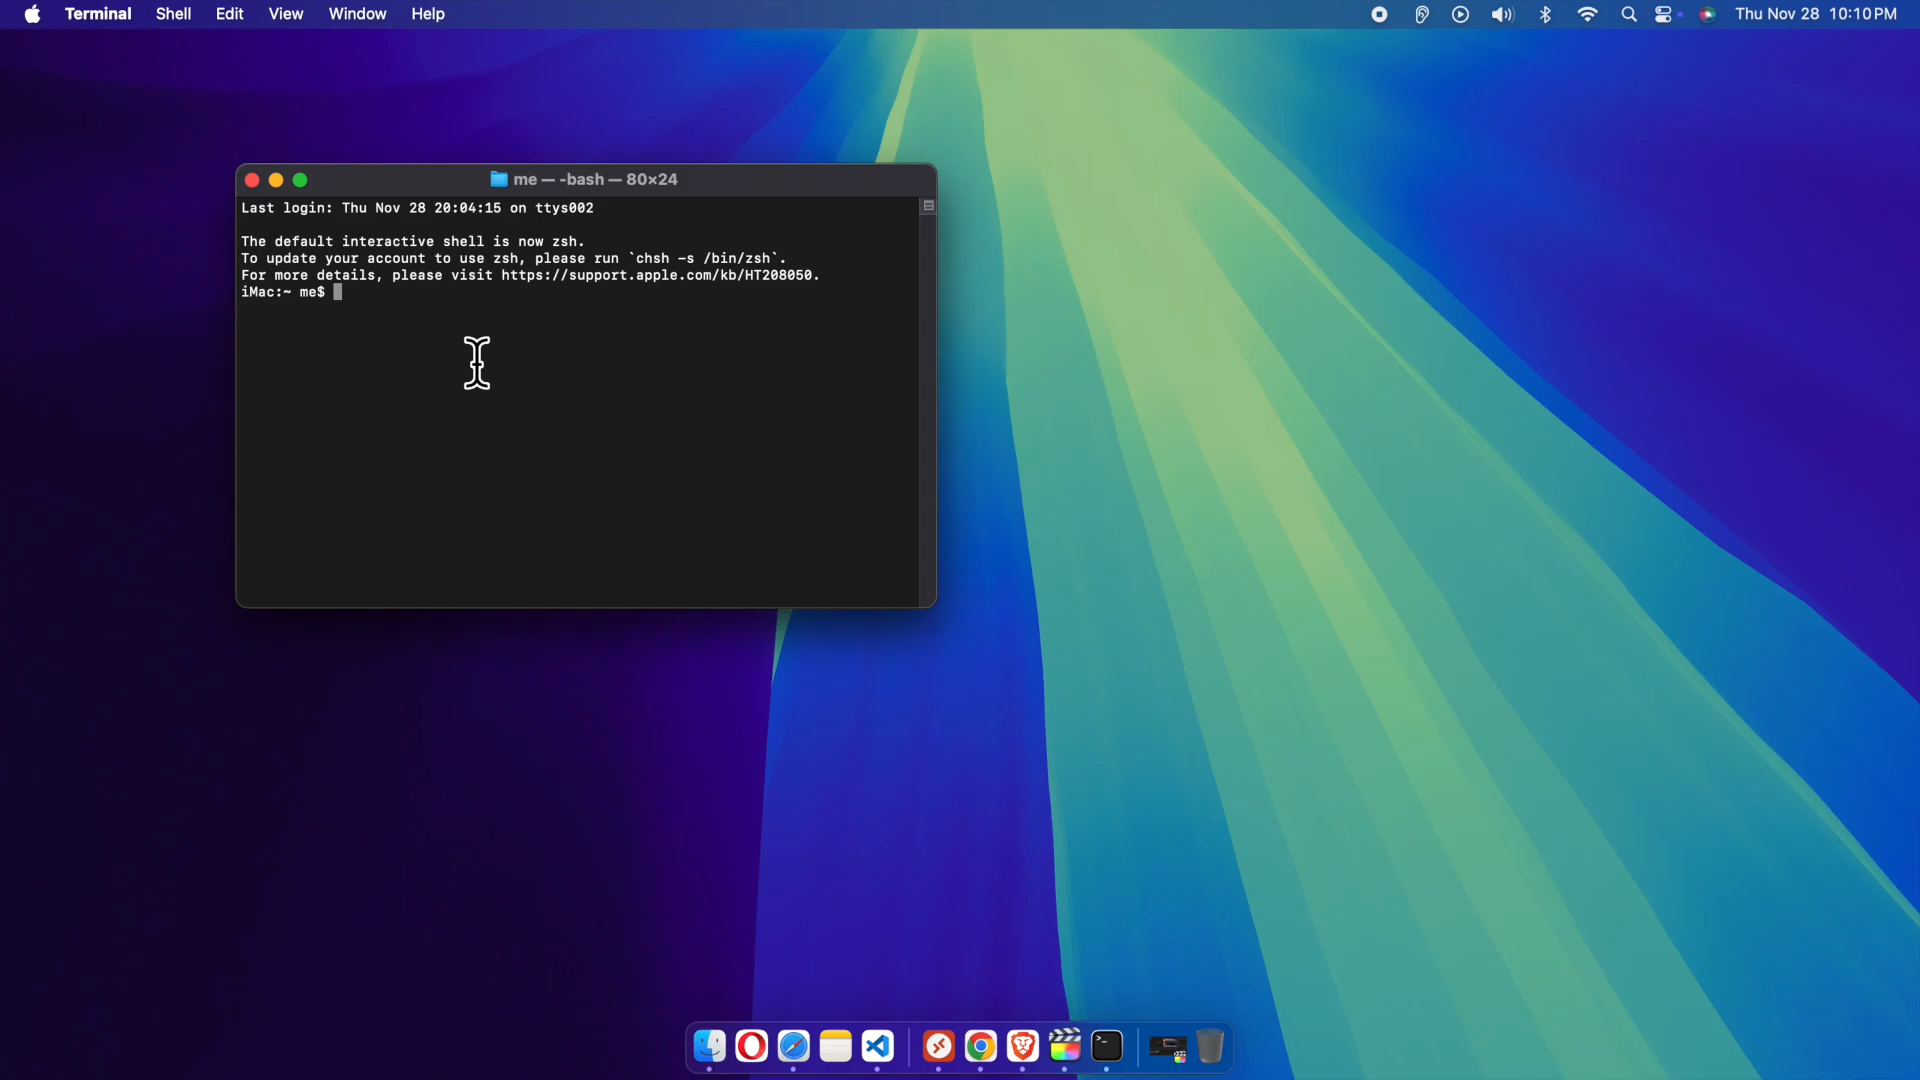 Terminal Shell Edit View Window Help Thu Nov 28 10:10 PM
me — -bash — 80×24
Last login: Thu Nov 28 20:04:15 on ttys002
The default interactive shell is now zsh.
To update your account to use zsh, please run `chsh -s /bin/zsh`.
For more details, please visit https://support.apple.com/kb/HT208050.
iMac:~ me$